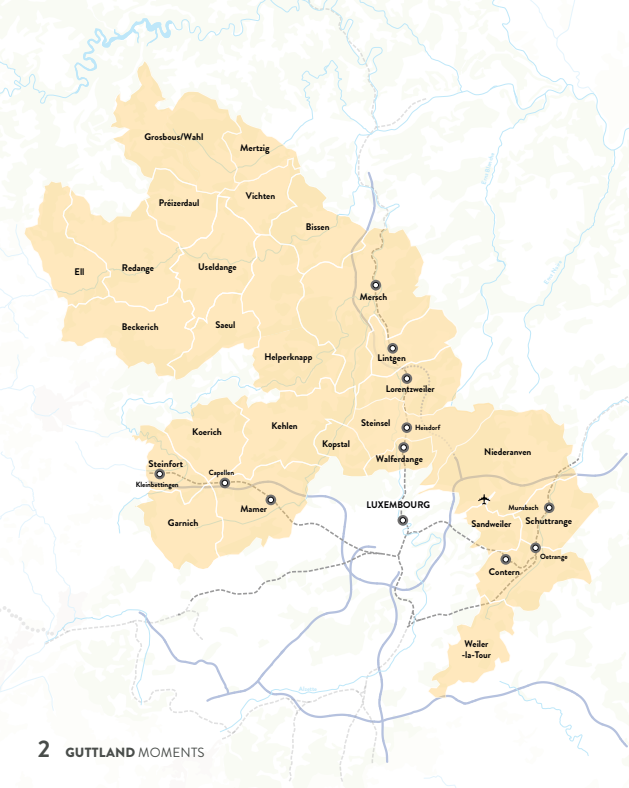 Grosbous/Wahl
Mertzig
Préizerdaul
Vichten
Bissen
Ell
Redange
Useldange
Mersch
Beckerich
Saeul
Helperknapp
Lintgen
Lorentzweiler
Koerich
Kehlen
Steinsel
Heisdorf
Kopstal
Walferdange
Niederanven
Steinfort
Capellen
Kleinbettingen
Mamer
Garnich
LUXEMBOURG
Munsbach
Sandweiler
Schuttrange
Oetrange
Contern
Weiler
-la-Tour
2 GUTTLAND MOMENTS